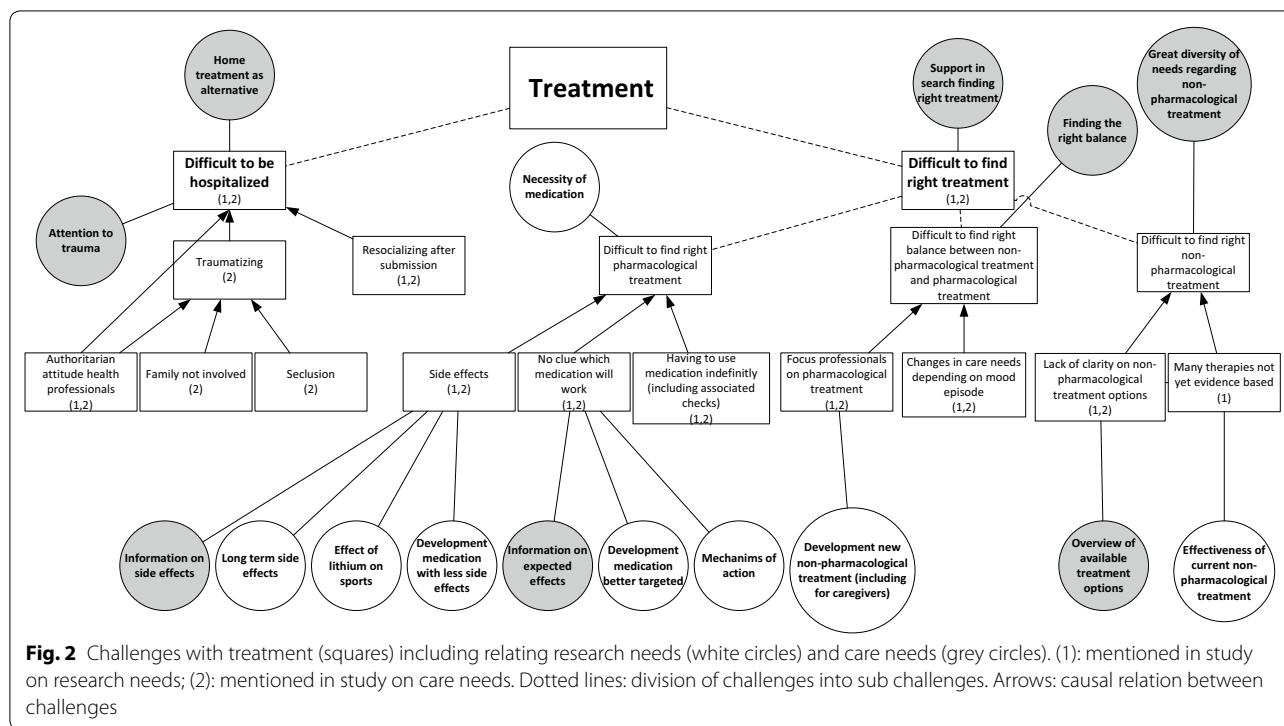 Home
treatment as
alternative
Treatment
Support in
search finding
right treatment
Great diversity of
needs regarding
non-
pharmacological
treatment
Finding the
right balance
Difficult to be
hospitalized
(1,2)
Necessity of
medication
Difficult to find
right treatment
(1,2)
Attention to
trauma
Traumatizing
(2)
Resocializing after
submission
(1,2)
Difficult to find right
pharmacological
treatment
Difficult to find right
balance between non-
pharmacological treatment
and pharmacological
treatment
Difficult to find right
non-
pharmacological
treatment
Authoritarian
attitude health
professionals
(1,2)
Family not involved
(2)
Seclusion
(2)
Side effects
(1,2)
No clue which
medication will
work
(1,2)
Having to use
medication indefinitly
(including associated
checks)
(1,2)
Focus professionals
on pharmacological
treatment
(1,2)
Changes in care needs
depending on mood
episode
(1,2)
Lack of clarity on non-
pharmacological
treatment options
(1,2)
Many therapies not
yet evidence based
(1)
Information on
side effects
Long term side
effects
Effect of
lithium on
sports
Development
medication
with less side
effects
Information on
expected
effects
Development
medication
better targeted
Mechanims of
action
Development new
non-pharmacological
treatment (including
for caregivers)
Overview of
available
treatment
options
Effectiveness of
current non-
pharmacological
treatment
Fig. 2 Challenges with treatment (squares) including relating research needs (white circles) and care needs (grey circles). (1): mentioned in study
on research needs; (2): mentioned in study on care needs. Dotted lines: division of challenges into sub challenges. Arrows: causal relation between
challenges